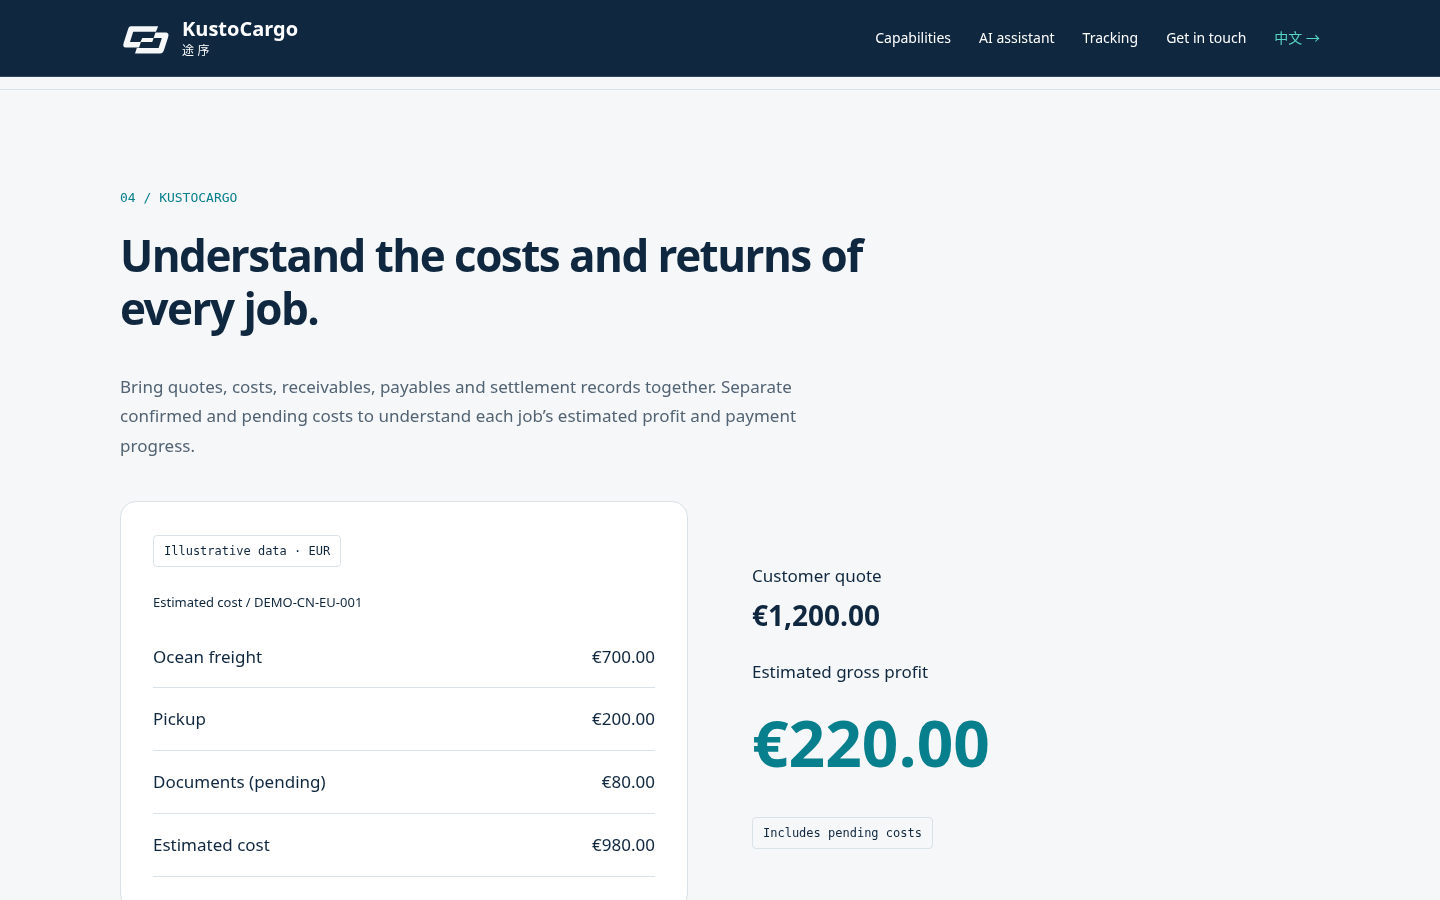 KustoCargo
途序
Capabilities
AI assistant
Tracking
Get in touch
中文 →
04 / KUSTOCARGO
Understand the costs and returns of
every job.
Bring quotes, costs, receivables, payables and settlement records together. Separate
confirmed and pending costs to understand each job’s estimated profit and payment
progress.
Illustrative data · EUR
Estimated cost / DEMO-CN-EU-001
Ocean freight €700.00
Pickup €200.00
Documents (pending) €80.00
Estimated cost €980.00
Customer quote
€1,200.00
Estimated gross profit
€220.00
Includes pending costs